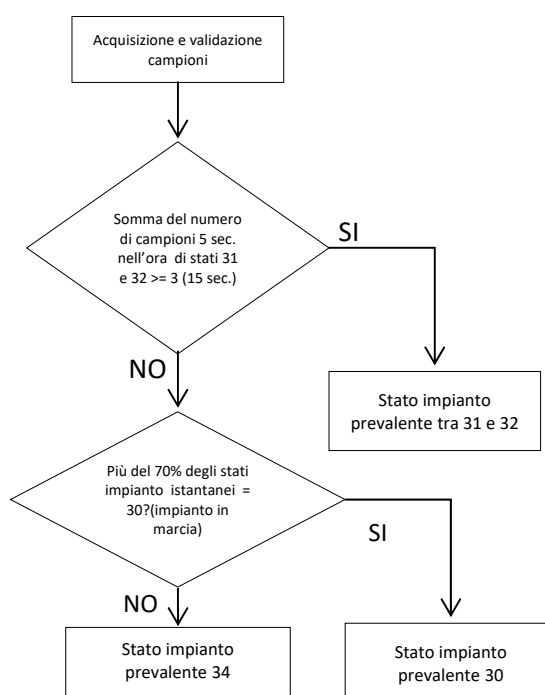 Acquisizione e validazione
campioni
Somma del numero
di campioni 5 sec.
nell'ora di stati 31
e 32 >= 3 (15 sec.)
SI
NO
Stato impianto
prevalente tra 31 e 32
Più del 70% degli stati
impianto istantanei =
30?(impianto in
marcia)
SI
NO
Stato impianto
prevalente 34
Stato impianto
prevalente 30